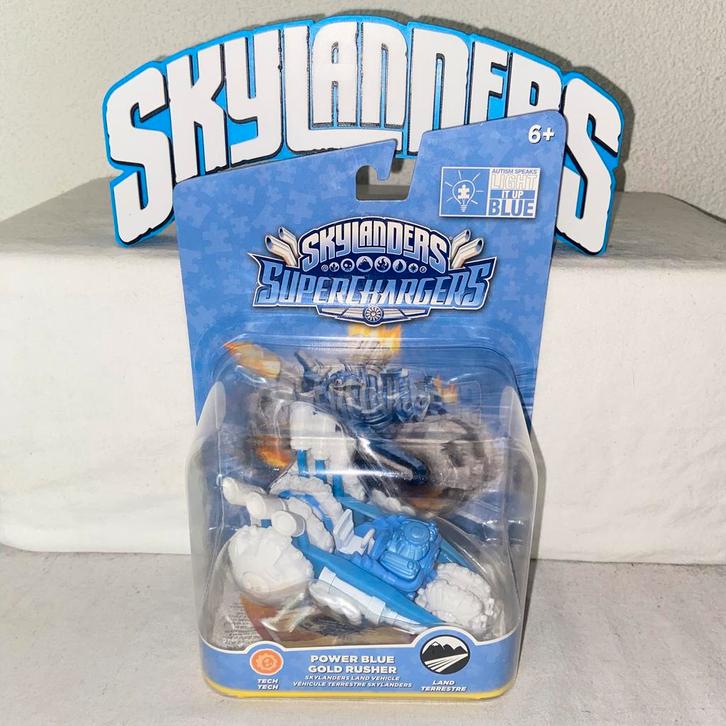 SKYLANDERS
6+
AUTISM SPEAKS
LIGHT
IT UP
BLUE
SKYLANDERS
SUPERCHARGERS
TECH
TECH
POWER BLUE
GOLD RUSHER
SKYLANDERS LAND VEHICLE
VÉHICULE TERRESTRE SKYLANDERS
LAND
TERRESTRE